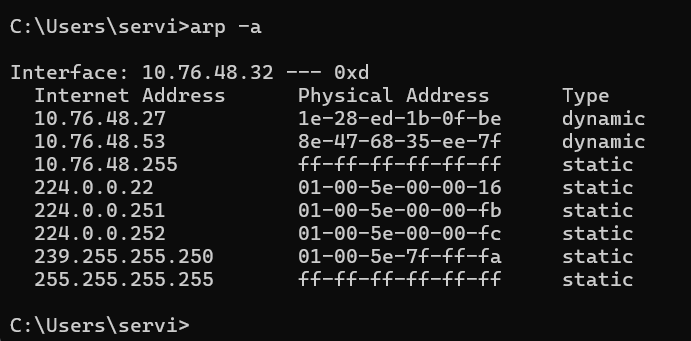 C:\Users\servi>arp -a
Interface: 10.76.48.32 --- 0xd
  Internet Address      Physical Address      Type
  10.76.48.27           1e-28-ed-1b-0f-be     dynamic
  10.76.48.53           8e-47-68-35-ee-7f     dynamic
  10.76.48.255          ff-ff-ff-ff-ff-ff     static
  224.0.0.22            01-00-5e-00-00-16     static
  224.0.0.251           01-00-5e-00-00-fb     static
  224.0.0.252           01-00-5e-00-00-fc     static
  239.255.255.250       01-00-5e-7f-ff-fa     static
  255.255.255.255       ff-ff-ff-ff-ff-ff     static
C:\Users\servi>